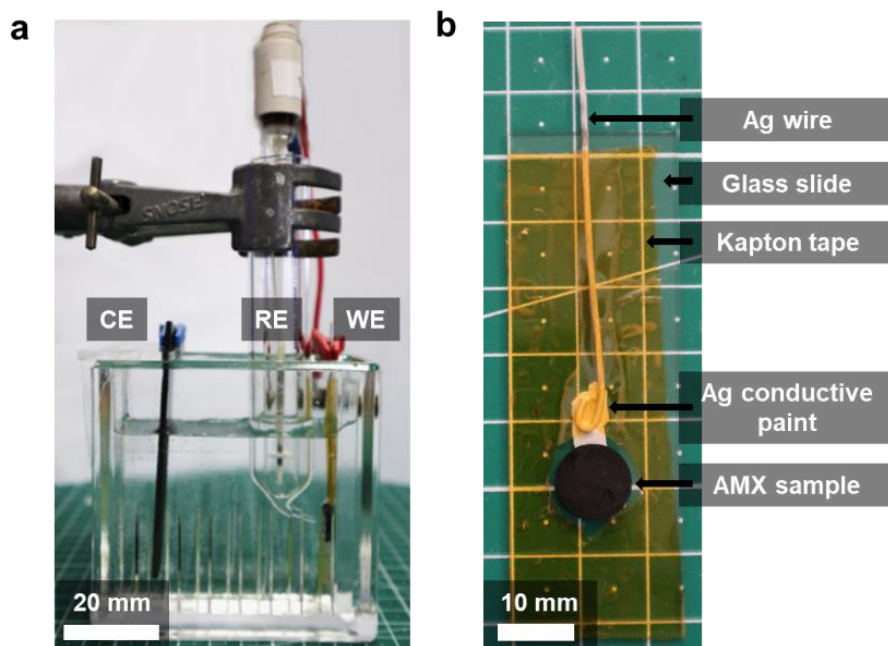 a
CE
RE
WE
20 mm
b
Ag wire
Glass slide
Kapton tape
Ag conductive
paint
AMX sample
10 mm